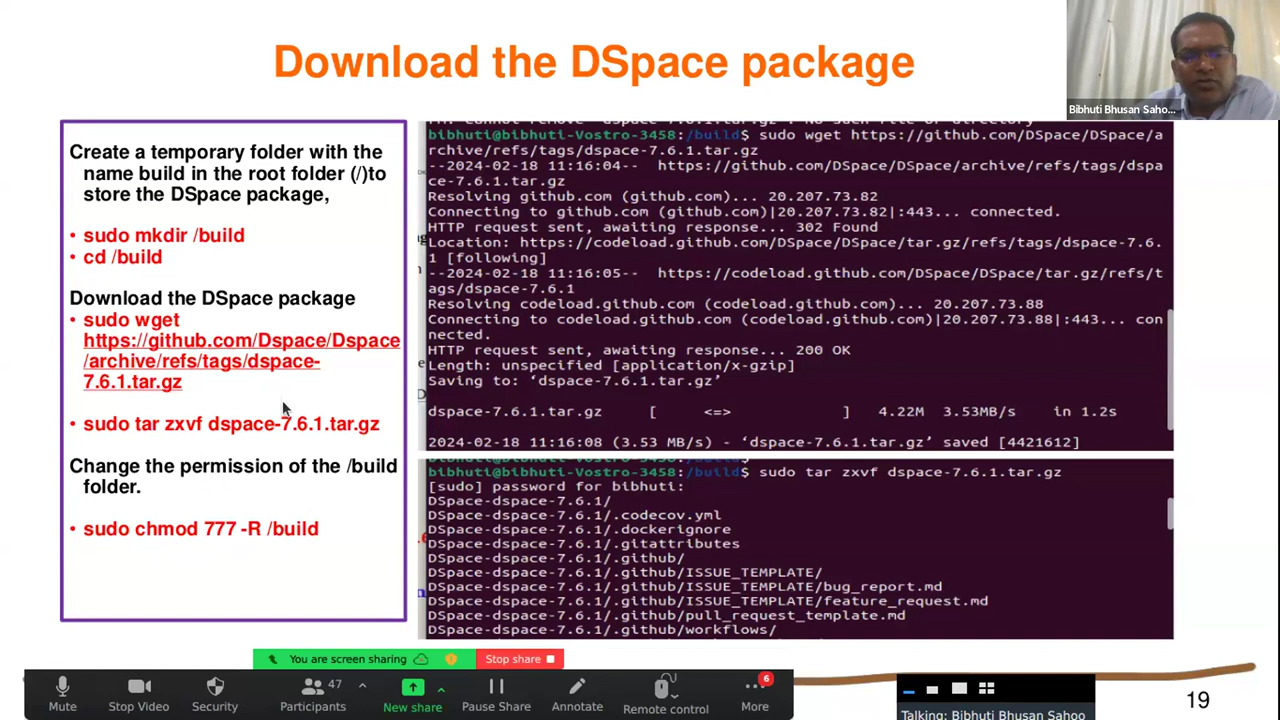 Download the DSpace package
Bibhuti Bhusan Saho...
Create a temporary folder with the
name build in the root folder (/)to
store the DSpace package,
• sudo mkdir /build
• cd /build
Download the DSpace package
• sudo wget
https://github.com/Dspace/Dspace
/archive/refs/tags/dspace-
7.6.1.tar.gz
• sudo tar zxvf dspace-7.6.1.tar.gz
Change the permission of the /build
folder.
• sudo chmod 777 -R /build
bibhuti@bibhuti-Vostro-3458:/build$ sudo wget https://github.com/DSpace/DSpace/a
rchive/refs/tags/dspace-7.6.1.tar.gz
--2024-02-18 11:16:04-- https://github.com/DSpace/DSpace/archive/refs/tags/dspa
ce-7.6.1.tar.gz
Resolving github.com (github.com)... 20.207.73.82
Connecting to github.com (github.com)|20.207.73.82|:443... connected.
HTTP request sent, awaiting response... 302 Found
Location: https://codeload.github.com/DSpace/DSpace/tar.gz/refs/tags/dspace-7.6.
1 [following]
--2024-02-18 11:16:05-- https://codeload.github.com/DSpace/DSpace/tar.gz/refs/t
ags/dspace-7.6.1
Resolving codeload.github.com (codeload.github.com)... 20.207.73.88
Connecting to codeload.github.com (codeload.github.com)|20.207.73.88|:443... con
nected.
HTTP request sent, awaiting response... 200 OK
Length: unspecified [application/x-gzip]
Saving to: ‘dspace-7.6.1.tar.gz’
dspace-7.6.1.tar.gz [ <=> ] 4.22M 3.53MB/s in 1.2s
2024-02-18 11:16:08 (3.53 MB/s) - ‘dspace-7.6.1.tar.gz’ saved [4421612]
bibhuti@bibhuti-Vostro-3458:/build$ sudo tar zxvf dspace-7.6.1.tar.gz
[sudo] password for bibhuti:
DSpace-dspace-7.6.1/
DSpace-dspace-7.6.1/.codecov.yml
DSpace-dspace-7.6.1/.dockerignore
DSpace-dspace-7.6.1/.gitattributes
DSpace-dspace-7.6.1/.github/
DSpace-dspace-7.6.1/.github/ISSUE_TEMPLATE/
DSpace-dspace-7.6.1/.github/ISSUE_TEMPLATE/bug_report.md
DSpace-dspace-7.6.1/.github/ISSUE_TEMPLATE/feature_request.md
DSpace-dspace-7.6.1/.github/pull_request_template.md
DSpace-dspace-7.6.1/.github/workflows/
You are screen sharing Stop share
47 6
Mute Stop Video Security Participants New share Pause Share Annotate Remote control More
Talking: Bibhuti Bhusan Sahoo
19